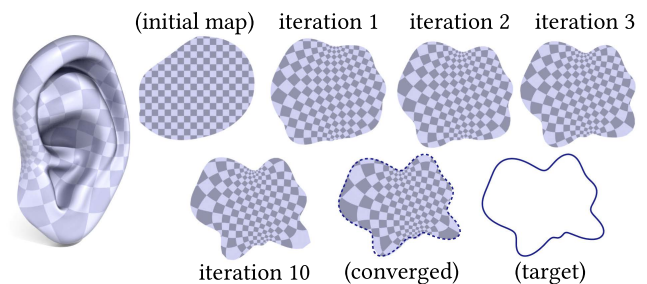 (initial map) iteration 1 iteration 2 iteration 3
iteration 10 (converged) (target)